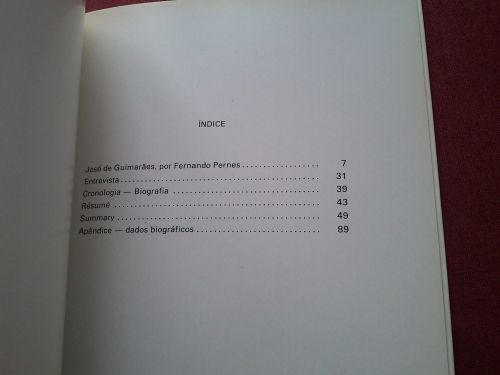 ÍNDICE
José de Guimarães, por Fernando Pernes .................. 7
Entrevista .............................................. 31
Cronologia — Biografia .................................. 39
Résumé .................................................. 43
Summary ................................................. 49
Apêndice — dados biográficos ............................ 89